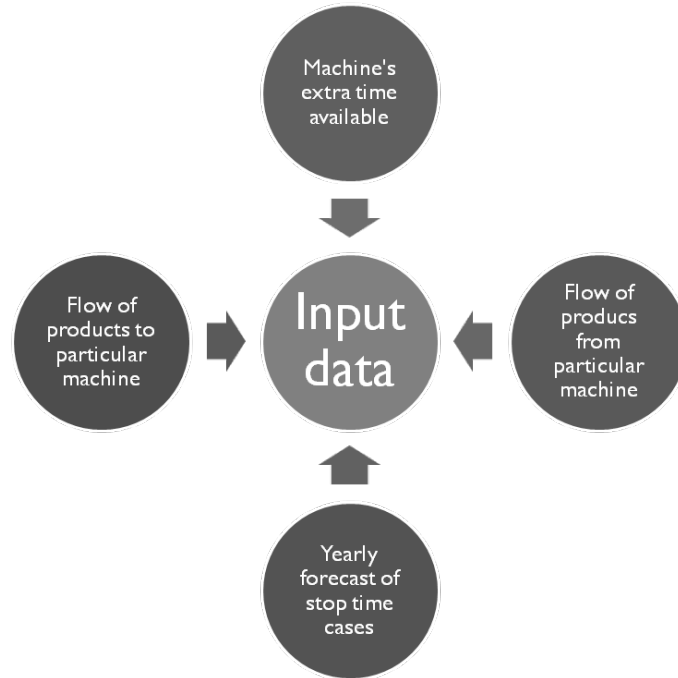 Machine's
extra time
available
Flow of
products to
particular
machine
Input
data
Flow of
producs
from
particular
machine
Yearly
forecast of
stop time
cases